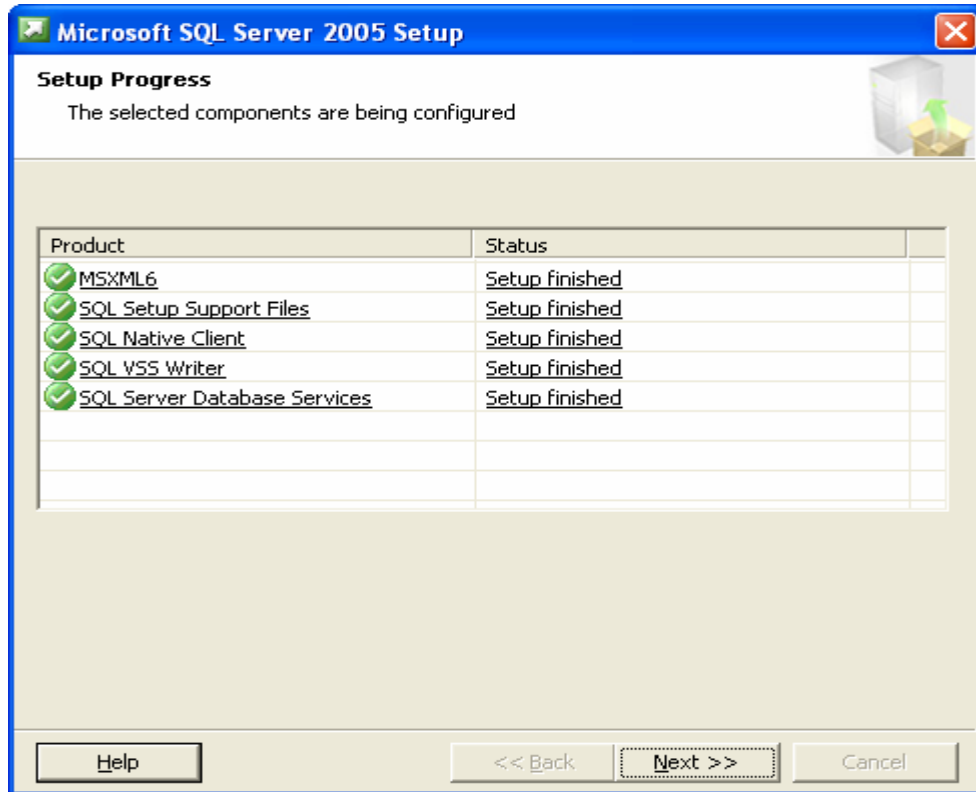 Microsoft SQL Server 2005 Setup
Setup Progress
The selected components are being configured
Product Status
MSXML6 Setup finished
SQL Setup Support Files Setup finished
SQL Native Client Setup finished
SQL VSS Writer Setup finished
SQL Server Database Services Setup finished
Help << Back Next >> Cancel